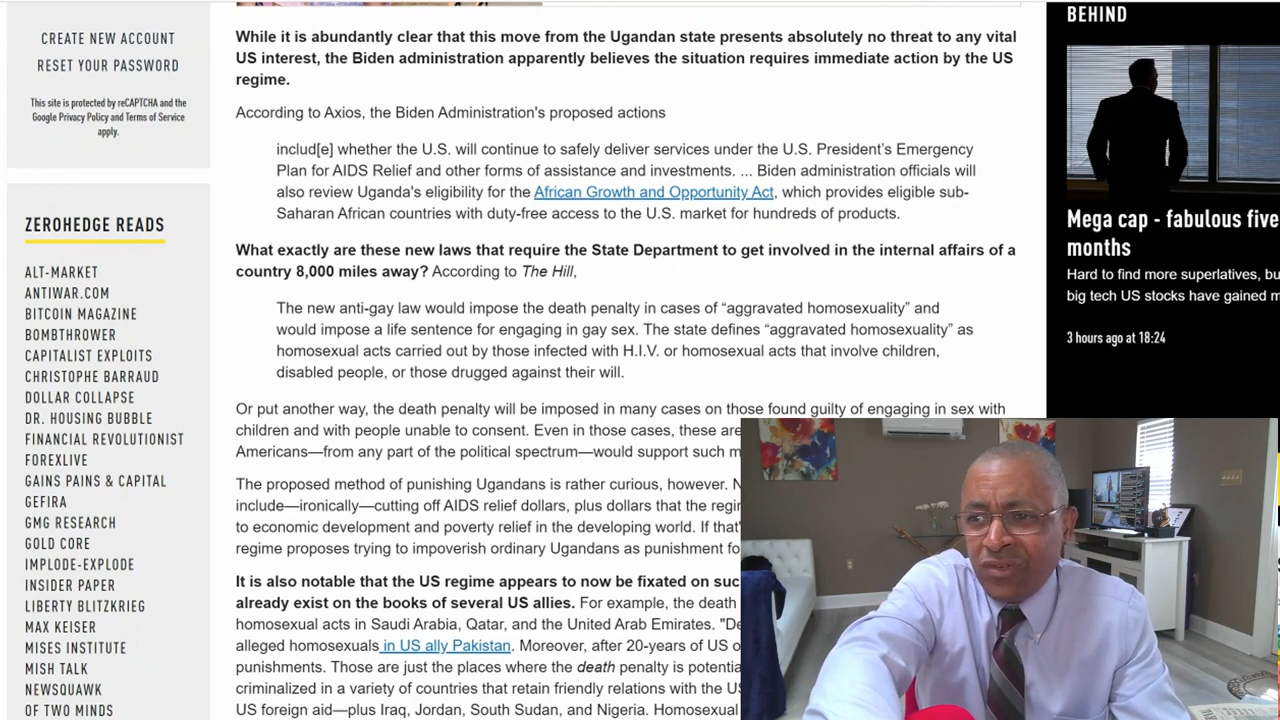 CREATE NEW ACCOUNT
RESET YOUR PASSWORD
This site is protected by reCAPTCHA and the
Google Privacy Policy and Terms of Service
apply.
ZEROHEDGE READS
ALT-MARKET
ANTIWAR.COM
BITCOIN MAGAZINE
BOMBTHROWER
CAPITALIST EXPLOITS
CHRISTOPHE BARRAUD
DOLLAR COLLAPSE
DR. HOUSING BUBBLE
FINANCIAL REVOLUTIONIST
FOREXLIVE
GAINS PAINS & CAPITAL
GEFIRA
GMG RESEARCH
GOLD CORE
IMPLODE-EXPLODE
INSIDER PAPER
LIBERTY BLITZKRIEG
MAX KEISER
MISES INSTITUTE
MISH TALK
NEWSQUAWK
OF TWO MINDS
While it is abundantly clear that this move from the Ugandan state presents absolutely no threat to any vital
US interest, the Biden administration apparently believes the situation requires immediate action by the US
regime.
According to Axios, the Biden Administration's proposed actions
includ[e] whether the U.S. will continue to safely deliver services under the U.S. President's Emergency
Plan for AIDS Relief and other forms of assistance and investments. ... Biden administration officials will
also review Uganda's eligibility for the African Growth and Opportunity Act, which provides eligible sub-
Saharan African countries with duty-free access to the U.S. market for hundreds of products.
What exactly are these new laws that require the State Department to get involved in the internal affairs of a
country 8,000 miles away? According to The Hill,
The new anti-gay law would impose the death penalty in cases of “aggravated homosexuality” and
would impose a life sentence for engaging in gay sex. The state defines “aggravated homosexuality” as
homosexual acts carried out by those infected with H.I.V. or homosexual acts that involve children,
disabled people, or those drugged against their will.
Or put another way, the death penalty will be imposed in many cases on those found guilty of engaging in sex with
children and with people unable to consent. Even in those cases, these are
Americans—from any part of the political spectrum—would support such
The proposed method of punishing Ugandans is rather curious, however.
include—ironically—cutting of AIDS relief dollars, plus dollars that the
to economic development and poverty relief in the developing world. If
regime proposes trying to impoverish ordinary Ugandans as punishment
It is also notable that the US regime appears to now be fixated on
already exist on the books of several US allies. For example, the death
homosexual acts in Saudi Arabia, Qatar, and the United Arab Emirates.
alleged homosexuals in US ally Pakistan. Moreover, after 20-years of US
punishments. Those are just the places where the death penalty is
criminalized in a variety of countries that retain friendly relations with the
US foreign aid—plus Iraq, Jordan, South Sudan, and Nigeria. Homosexual
BEHIND
Mega cap - fabulous five
months
Hard to find more superlatives,
big tech US stocks have gained
3 hours ago at 18:24